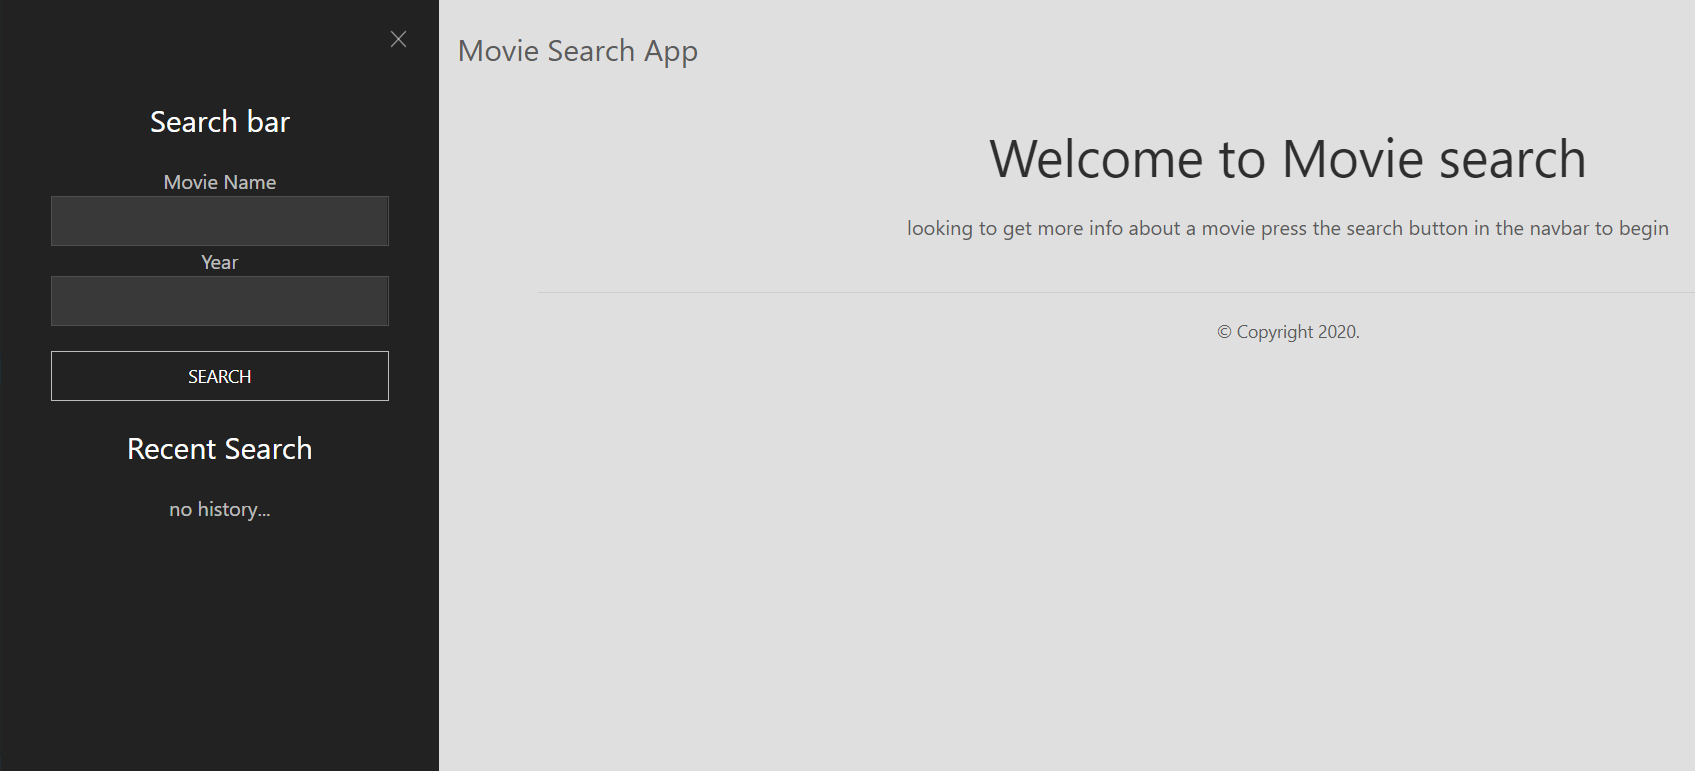 Search bar
Movie Name
Year
SEARCH
Recent Search
no history...
Movie Search App
Welcome to Movie search
looking to get more info about a movie press the search button in the navbar to begin
© Copyright 2020.